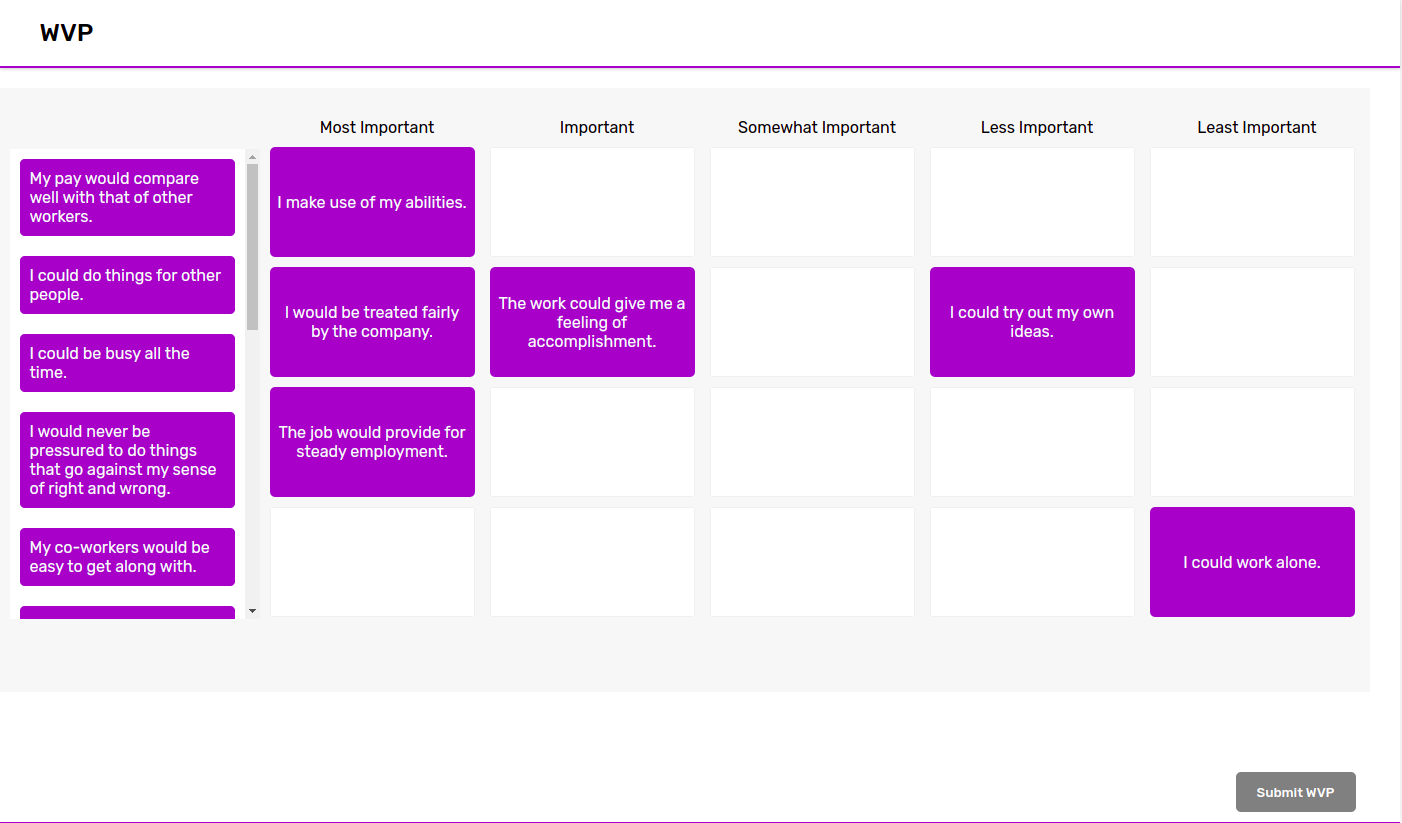 WVP
Most Important
Important
Somewhat Important
Less Important
Least Important
My pay would compare
well with that of other
workers.
I could do things for other
people.
I could be busy all the
time.
I would never be
pressured to do things
that go against my sense
of right and wrong.
My co-workers would be
easy to get along with.
I make use of my abilities.
I would be treated fairly
by the company.
The work could give me a
feeling of
accomplishment.
I could try out my own
ideas.
The job would provide for
steady employment.
I could work alone.
Submit WVP